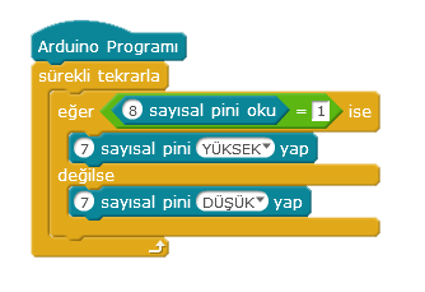 Arduino Programı
sürekli tekrarla
eğer 8 sayısal pini oku = 1 ise
7 sayısal pini YÜKSEK yap
değilse
7 sayısal pini DÜŞÜK yap